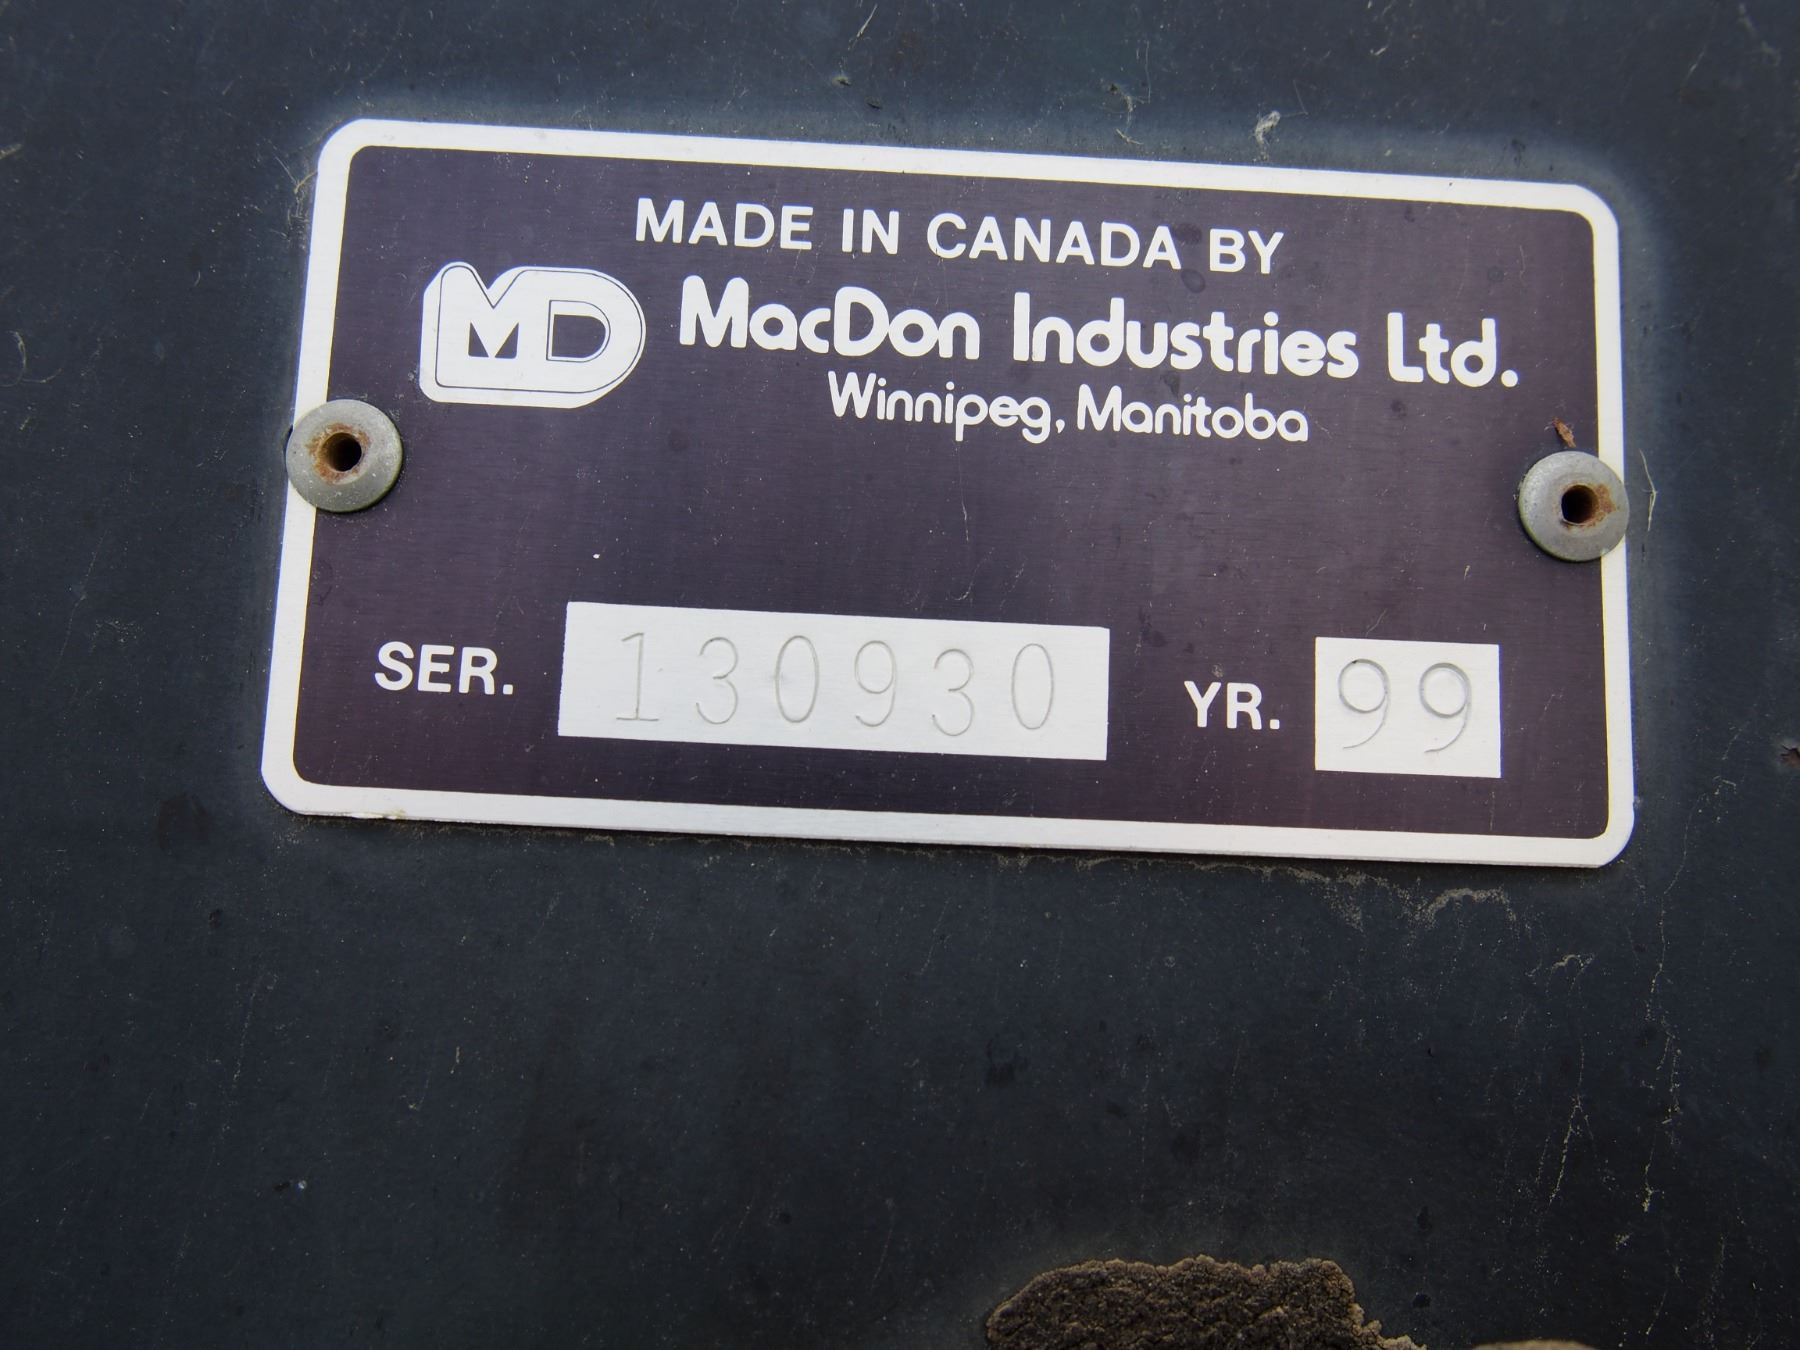 MADE IN CANADA BY
MD MacDon Industries Ltd.
Winnipeg, Manitoba
SER. 130930 YR. 99